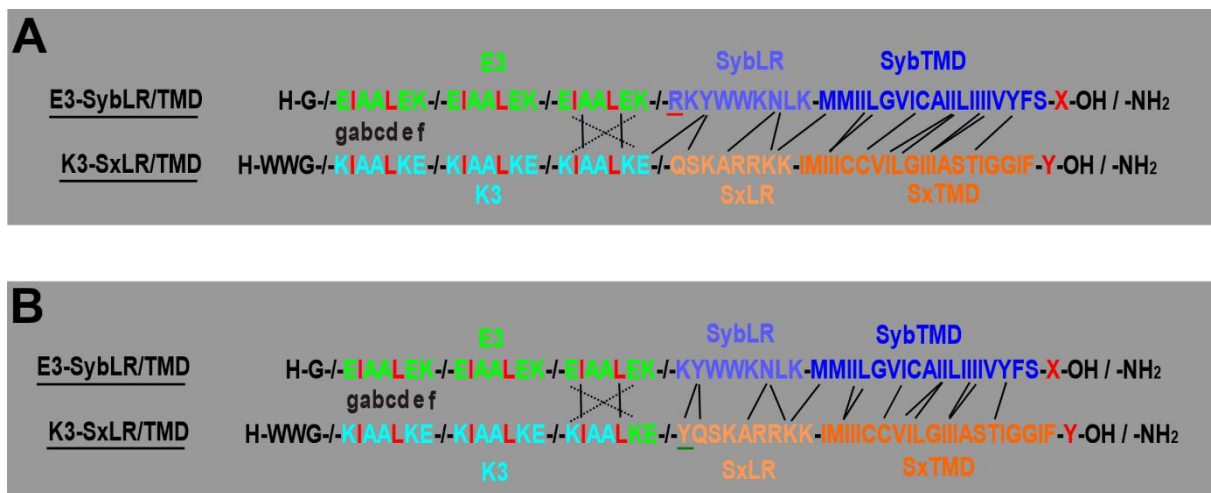 A
E3 SybLR SybTMD
E3-SybLR/TMD H-G-/-EIAALEK-/-EIAALEK-/-EIAALEK-/-RKYWWKNLK-MMIILGVICAIILIIIIVYFS-X-OH / -NH2
gabcdef
K3-SxLR/TMD H-WWG-/-KIAALKE-/-KIAALKE-/-KIAALKE-/-QSKARRKK-IMIIICCVILGIIIASTIGGIF-Y-OH / -NH2
K3 SxLR SxTMD
B
E3 SybLR SybTMD
E3-SybLR/TMD H-G-/-EIAALEK-/-EIAALEK-/-EIAALEK-/-KYWWKNLK-MMIILGVICAIILIIIIVYFS-X-OH / -NH2
gabcdef
K3-SxLR/TMD H-WWG-/-KIAALKE-/-KIAALKE-/-KIAALKE-/-YQSKARRKK-IMIIICCVILGIIIASTIGGIF-Y-OH / -NH2
K3 SxLR SxTMD